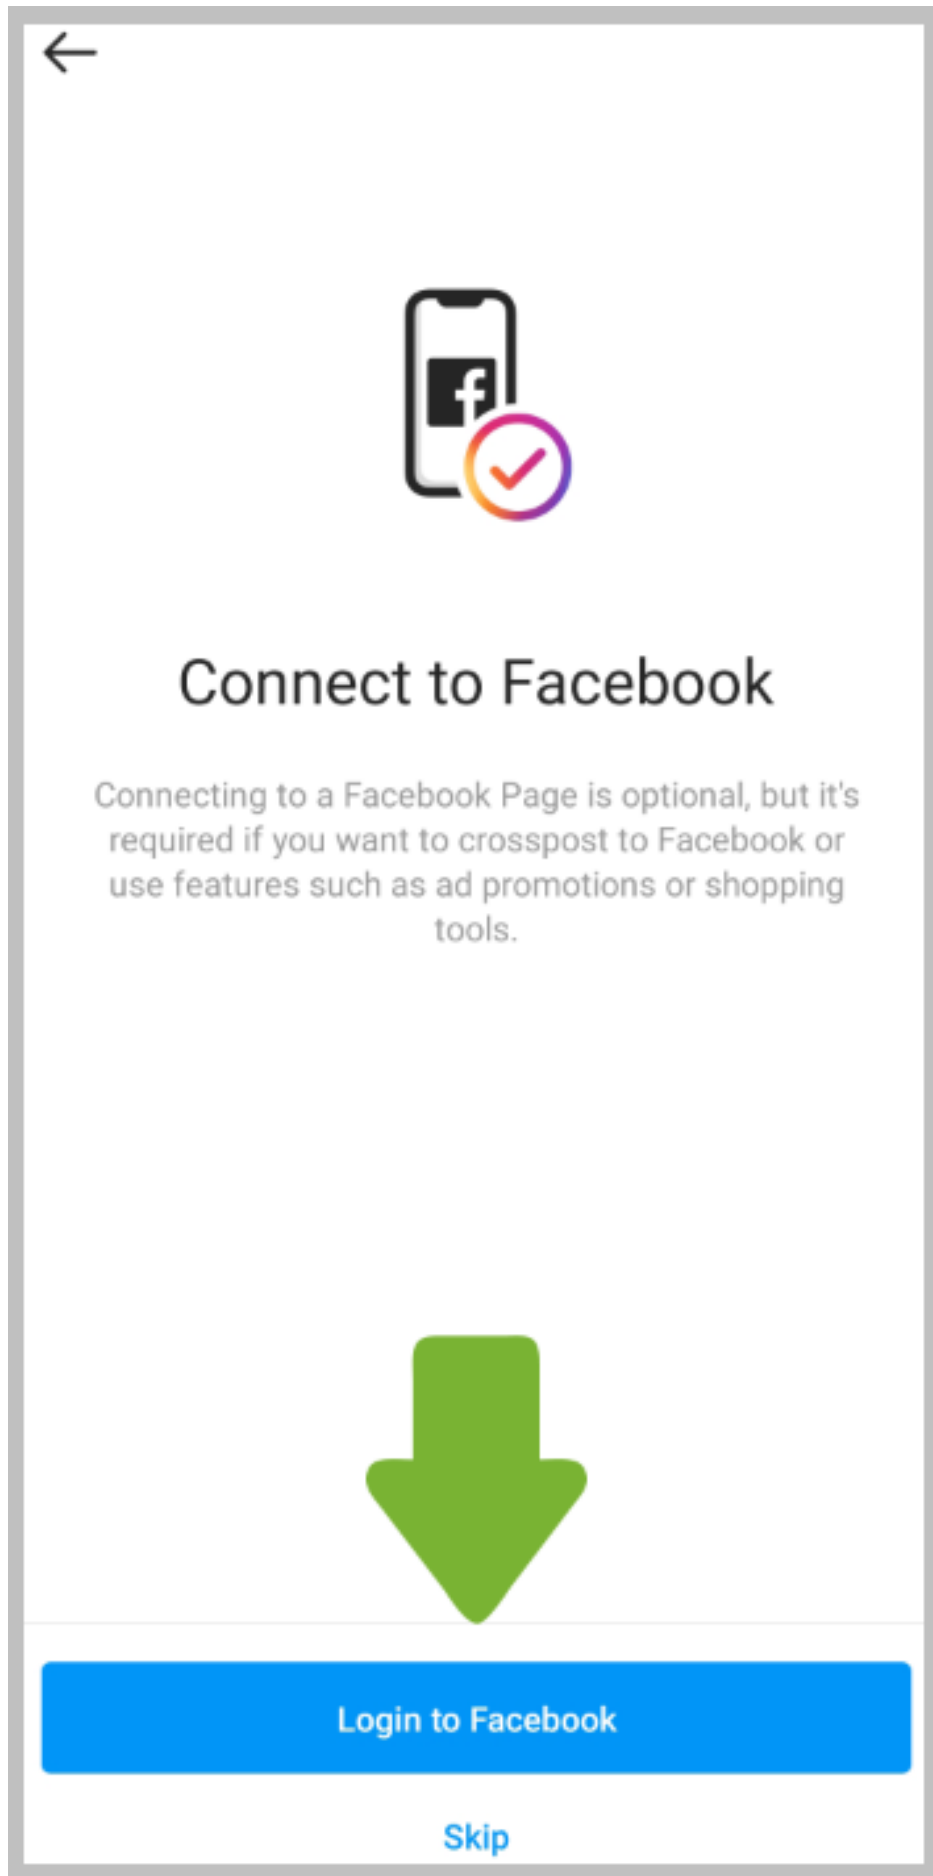 Connect to Facebook
Connecting to a Facebook Page is optional, but it's
required if you want to crosspost to Facebook or
use features such as ad promotions or shopping
tools.
Login to Facebook
Skip